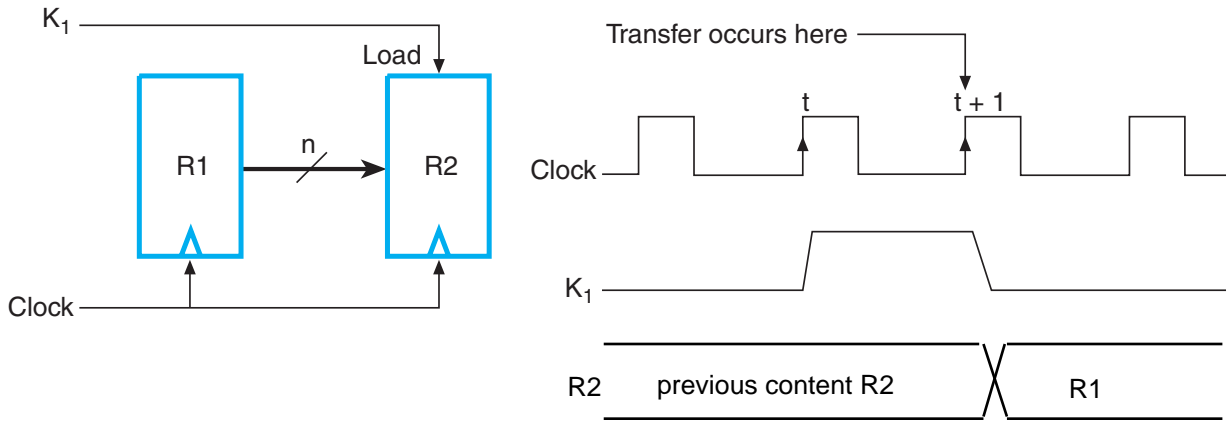 K1
Load
n
R1
R2
Clock
Transfer occurs here
t
t + 1
Clock
K1
R2
previous content R2
R1